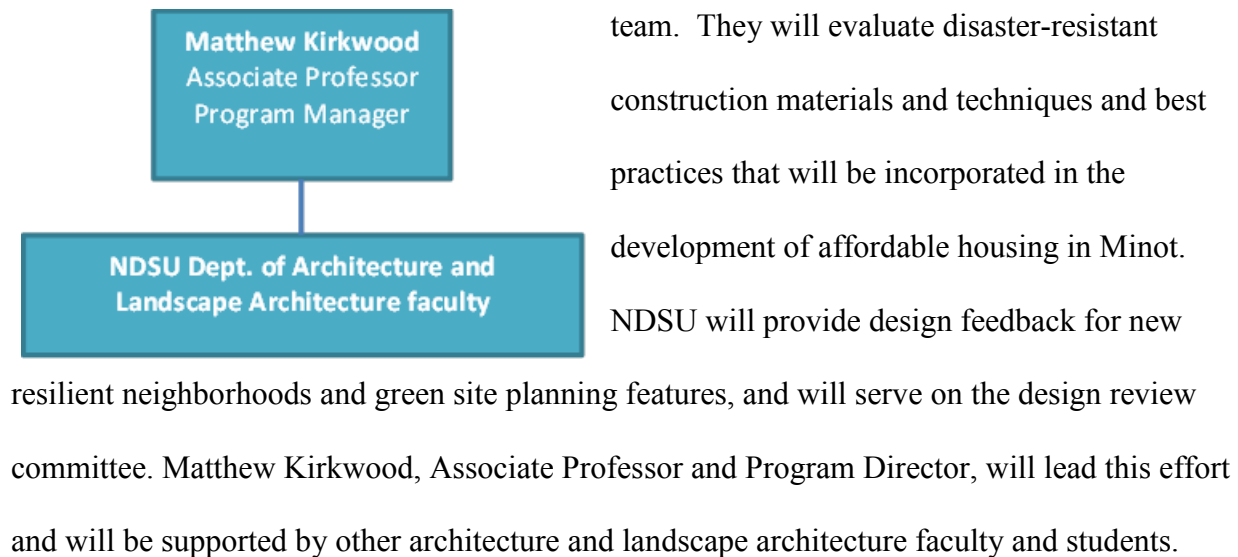 Matthew Kirkwood
Associate Professor
Program Manager
NDSU Dept. of Architecture and
Landscape Architecture faculty
team. They will evaluate disaster-resistant
construction materials and techniques and best
practices that will be incorporated in the
development of affordable housing in Minot.
NDSU will provide design feedback for new
resilient neighborhoods and green site planning features, and will serve on the design review
committee. Matthew Kirkwood, Associate Professor and Program Director, will lead this effort
and will be supported by other architecture and landscape architecture faculty and students.